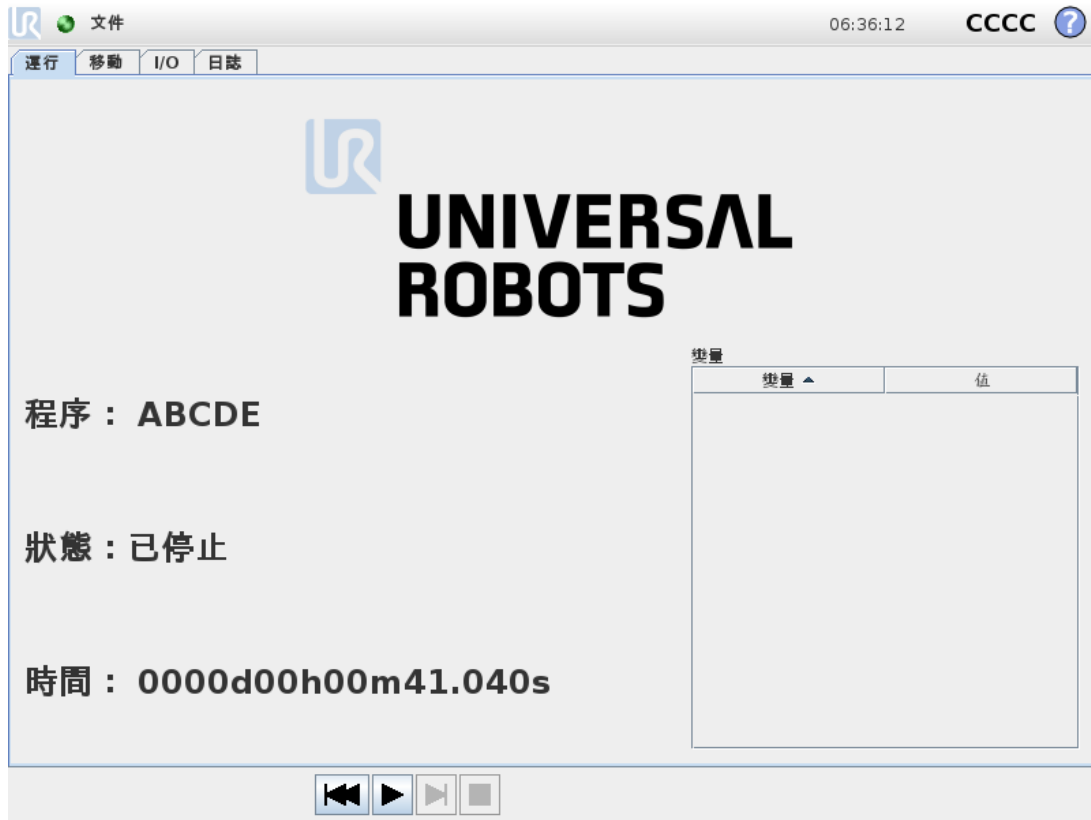 文件 06:36:12 CCCC ?
運行 移動 I/O 日誌
UR
UNIVERSAL
ROBOTS
變量
變量 值
程序： ABCDE
狀態：已停止
時間： 0000d00h00m41.040s